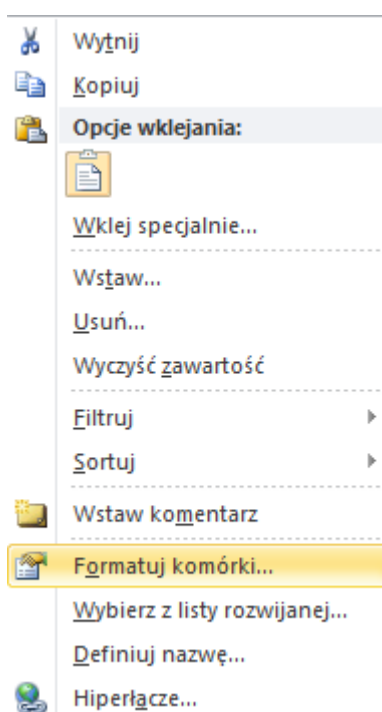 Wytnij
Kopiuj
Opcje wklejania:
Wklej specjalnie...
Wstaw...
Usuń...
Wyczyść zawartość
Filtruj
Sortuj
Wstaw komentarz
Formatuj komórki...
Wybierz z listy rozwijanej...
Definiuj nazwę...
Hiperłącze...